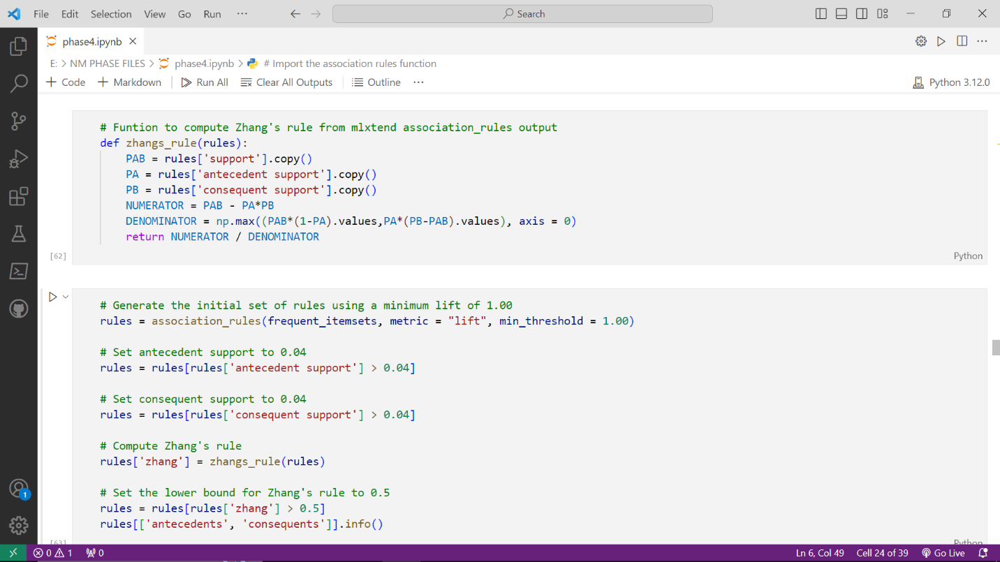 File Edit Selection View Go Run ··· Search
phase4.ipynb
E: > NM PHASE FILES > phase4.ipynb > # Import the association rules function
+ Code + Markdown Run All Clear All Outputs Outline ··· Python 3.12.0
# Funtion to compute Zhang's rule from mlxtend association_rules output
def zhangs_rule(rules):
PAB = rules['support'].copy()
PA = rules['antecedent support'].copy()
PB = rules['consequent support'].copy()
NUMERATOR = PAB - PA*PB
DENOMINATOR = np.max((PAB*(1-PA).values,PA*(PB-PAB).values), axis = 0)
return NUMERATOR / DENOMINATOR
[62] Python
# Generate the initial set of rules using a minimum lift of 1.00
rules = association_rules(frequent_itemsets, metric = "lift", min_threshold = 1.00)
# Set antecedent support to 0.04
rules = rules[rules['antecedent support'] > 0.04]
# Set consequent support to 0.04
rules = rules[rules['consequent support'] > 0.04]
# Compute Zhang's rule
rules['zhang'] = zhangs_rule(rules)
# Set the lower bound for Zhang's rule to 0.5
rules = rules[rules['zhang'] > 0.5]
rules[['antecedents', 'consequents']].info()
[63] Python
1
0 1 0 Ln 6, Col 49 Cell 24 of 39 Go Live